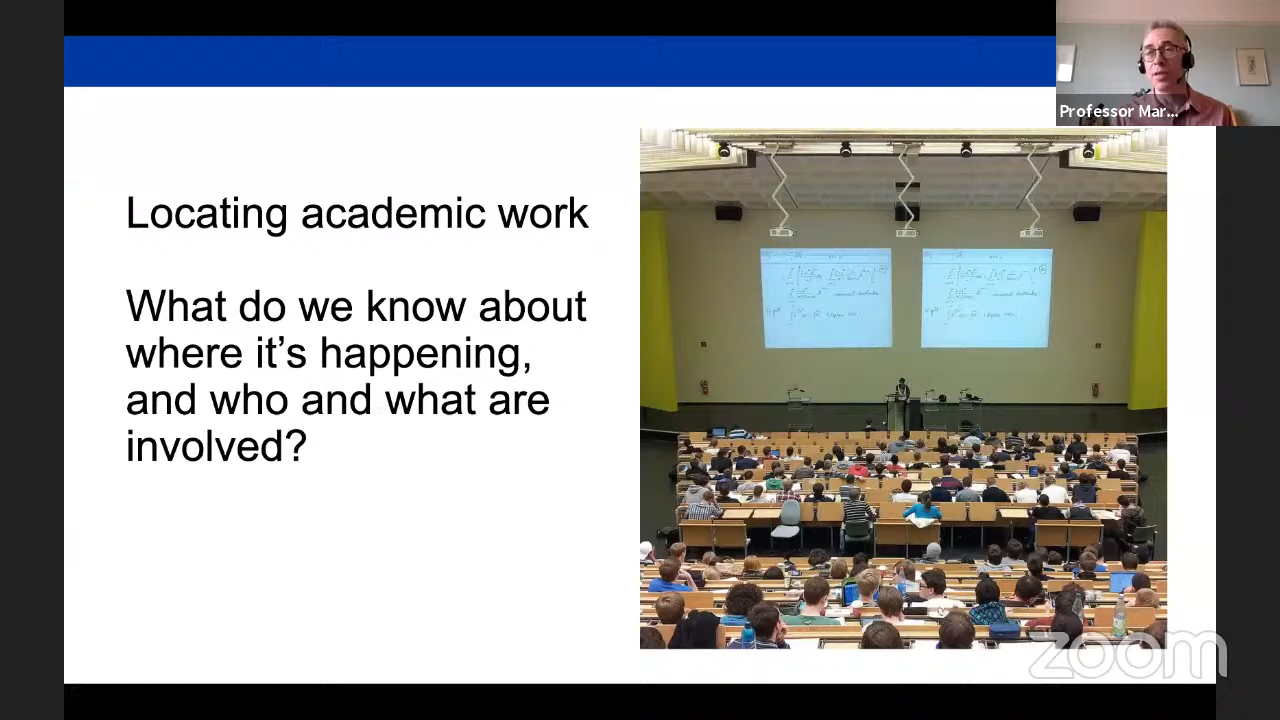 Professor Mar...
Locating academic work
What do we know about
where it's happening,
and who and what are
involved?
zoom